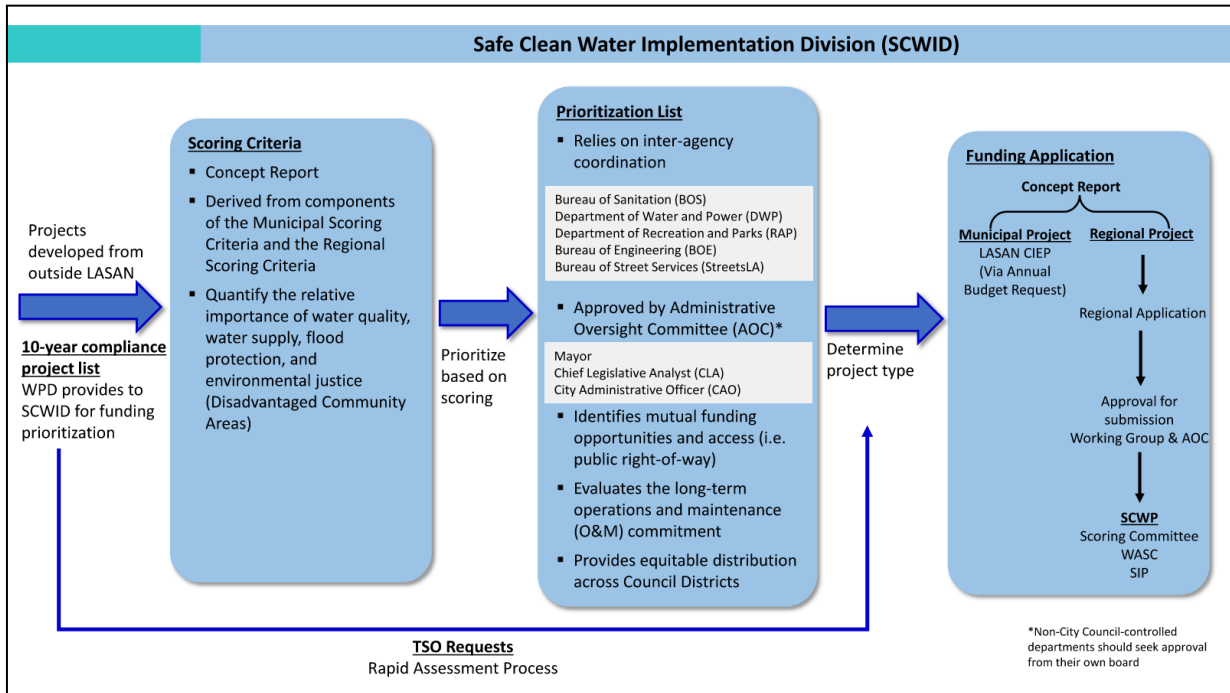 Safe Clean Water Implementation Division (SCWID)
Projects
developed from
outside LASAN
10-year compliance
project list
WPD provides to
SCWID for funding
prioritization
Scoring Criteria
▪ Concept Report
▪ Derived from components
of the Municipal Scoring
Criteria and the Regional
Scoring Criteria
▪ Quantify the relative
importance of water quality,
water supply, flood
protection, and
environmental justice
(Disadvantaged Community
Areas)
Prioritize
based on
scoring
Prioritization List
▪ Relies on inter-agency
coordination
Bureau of Sanitation (BOS)
Department of Water and Power (DWP)
Department of Recreation and Parks (RAP)
Bureau of Engineering (BOE)
Bureau of Street Services (StreetsLA)
▪ Approved by Administrative
Oversight Committee (AOC)*
Mayor
Chief Legislative Analyst (CLA)
City Administrative Officer (CAO)
▪ Identifies mutual funding
opportunities and access (i.e.
public right-of-way)
▪ Evaluates the long-term
operations and maintenance
(O&M) commitment
▪ Provides equitable distribution
across Council Districts
Determine
project type
Funding Application
Concept Report
Municipal Project
LASAN CIEP
(Via Annual
Budget Request)
Regional Project
Regional Application
Approval for
submission
Working Group & AOC
SCWP
Scoring Committee
WASC
SIP
TSO Requests
Rapid Assessment Process
*Non-City Council-controlled
departments should seek approval
from their own board